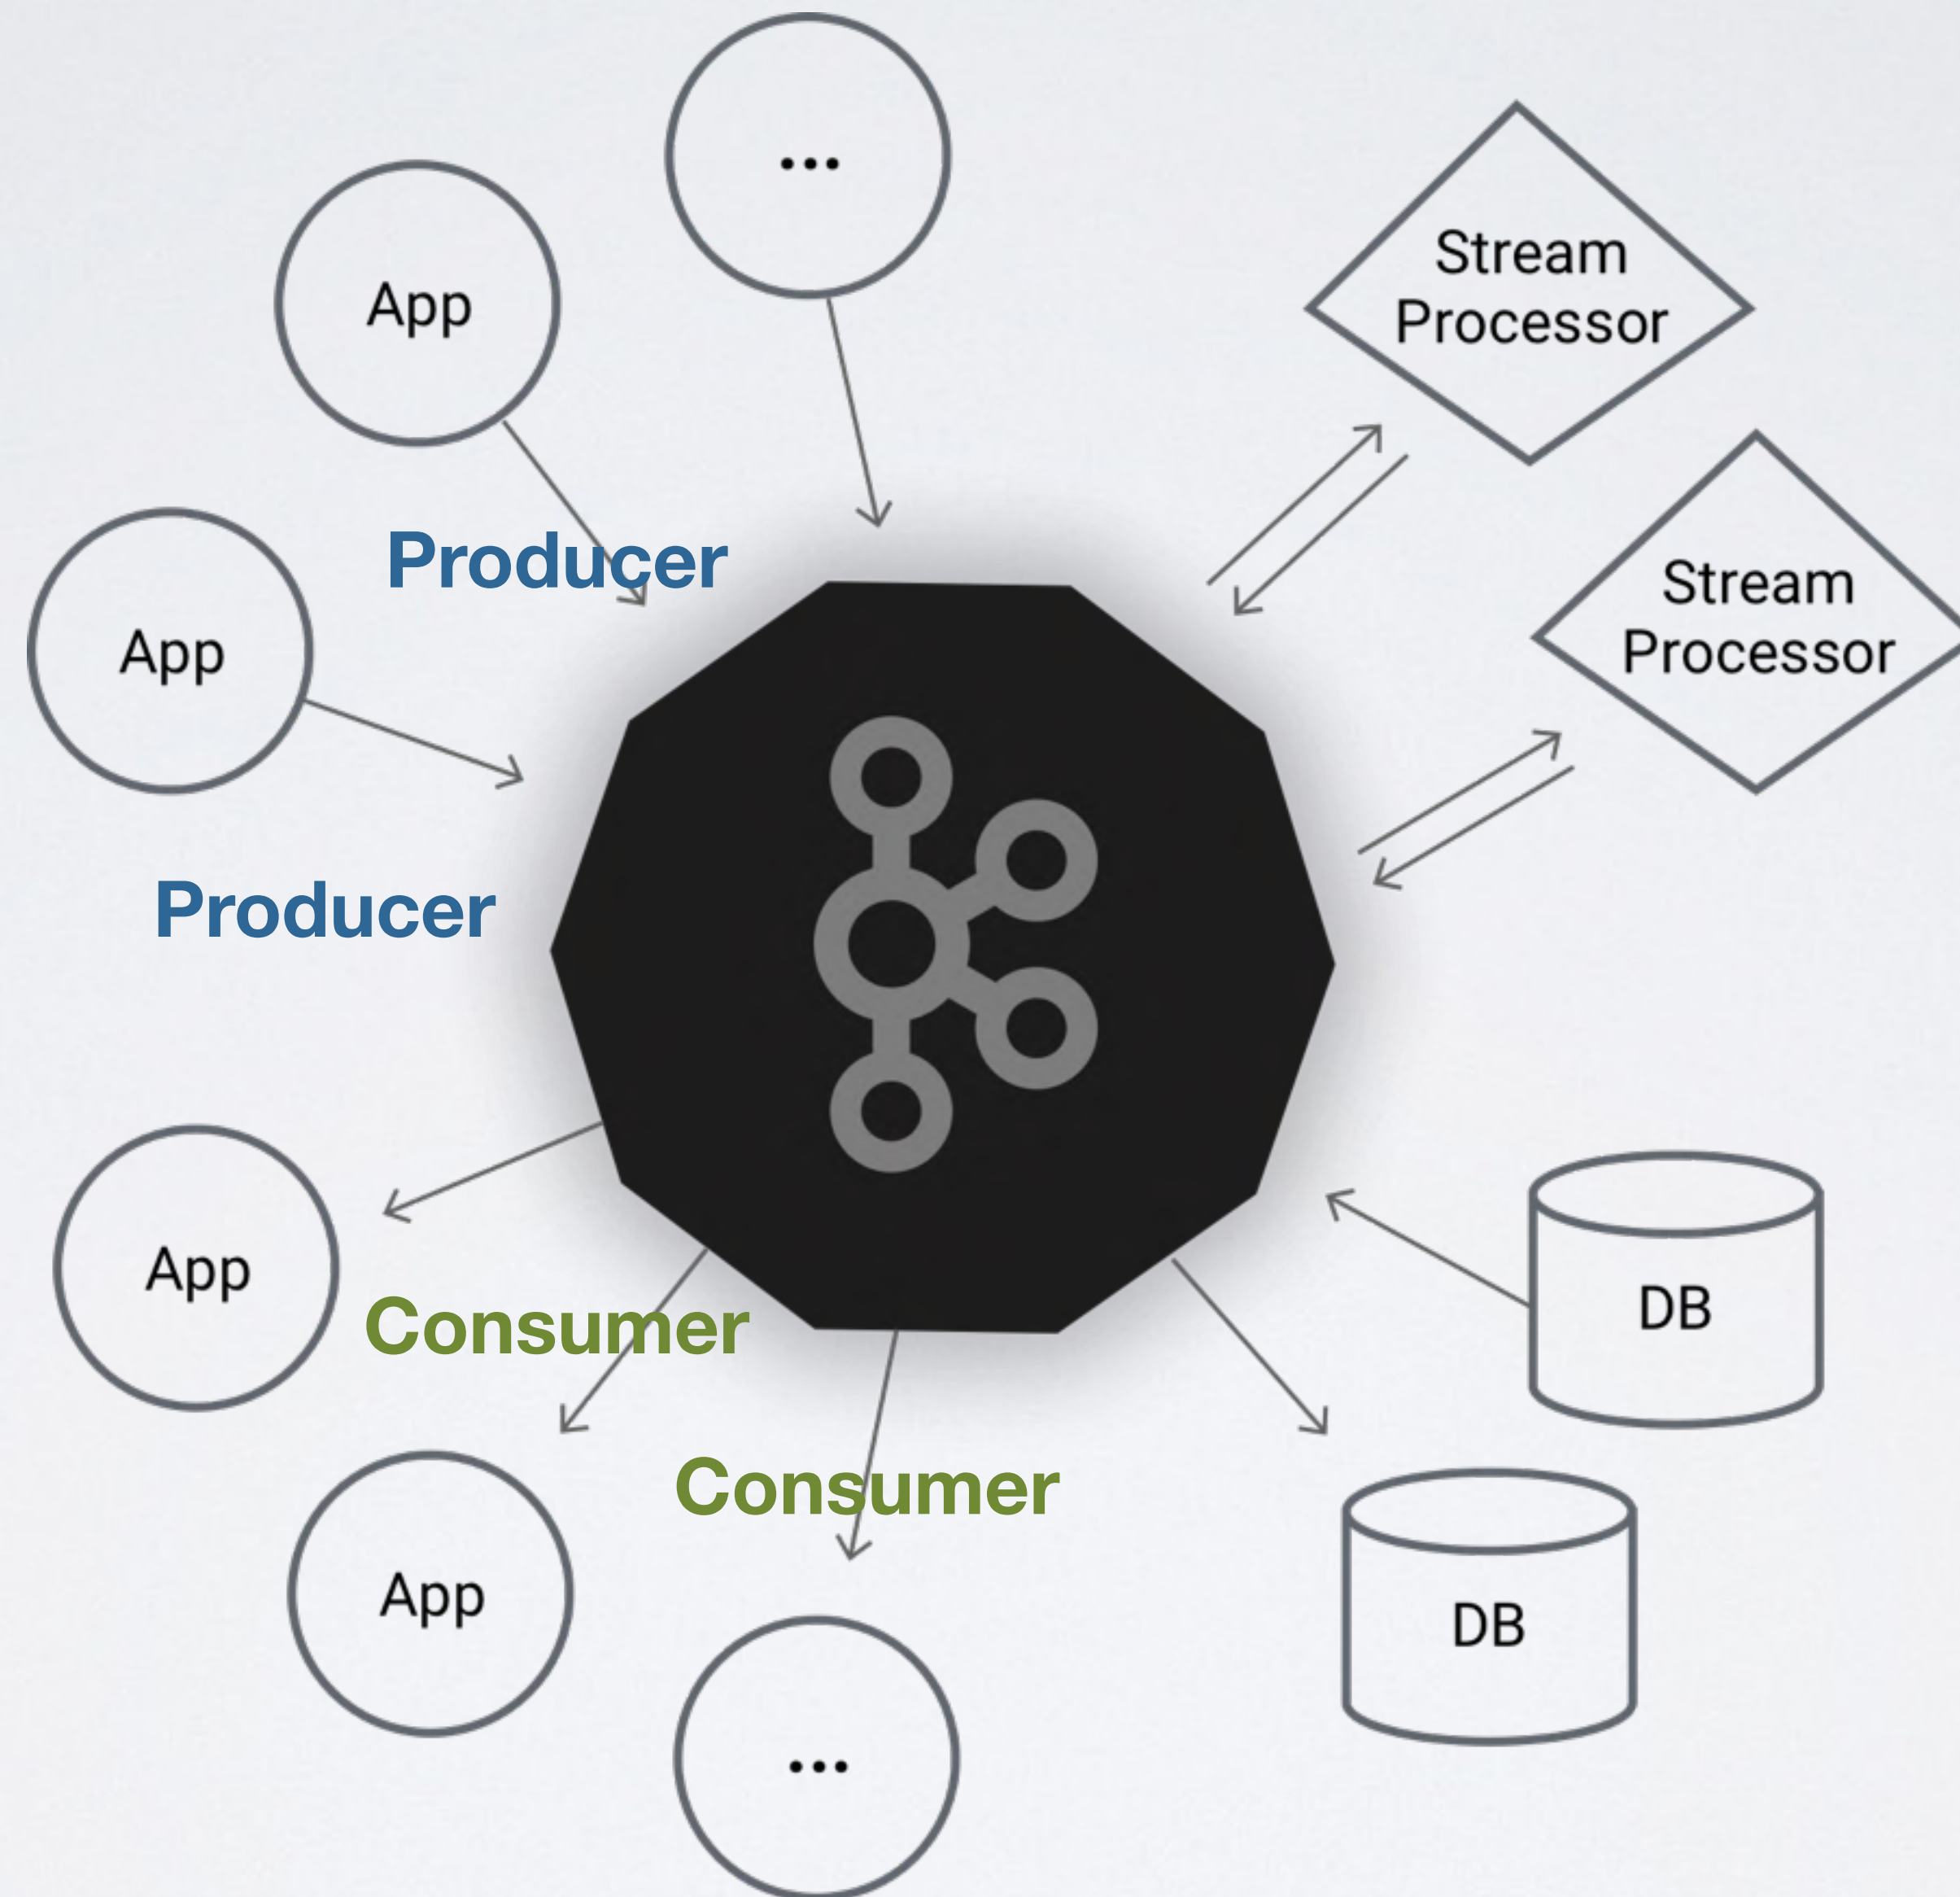 ...
App
Stream
Processor
Producer
Stream
Processor
App
Producer
App
DB
Consumer
Consumer
App
DB
...